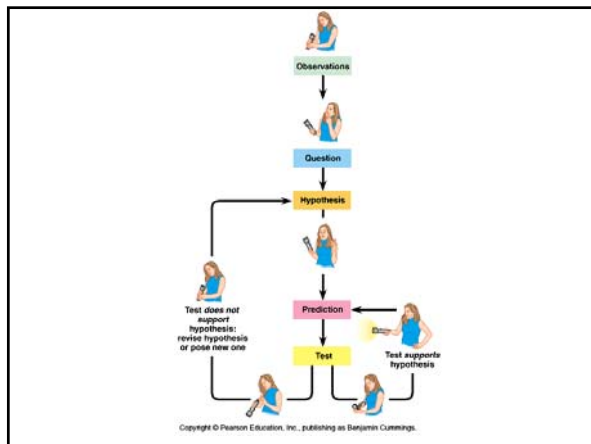 Observations
Question
Hypothesis
Test does not
support
hypothesis:
revise hypothesis
or pose new one
Prediction
Test
Test supports
hypothesis
Copyright © Pearson Education, Inc., publishing as Benjamin Cummings.